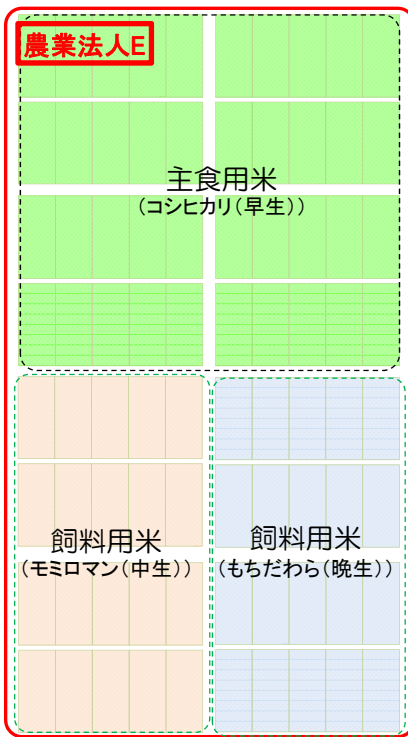 農業法人E
主食用米
(コシヒカリ(早生))
飼料用米
(モミロマン(中生))
飼料用米
(もちだわら(晩生))